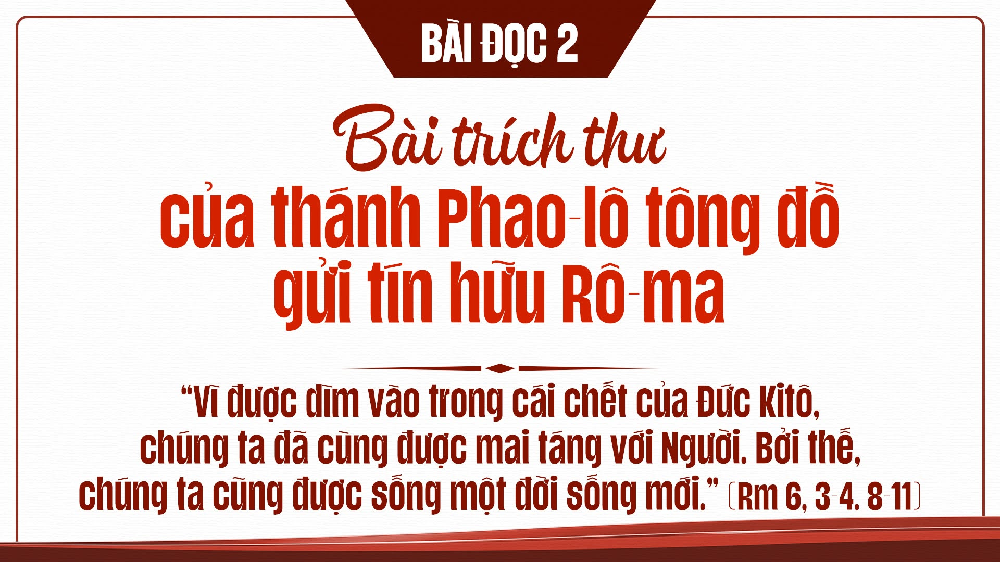 BÀI ĐỌC 2
Bài trích thư
của thánh Phao-lô tông đồ
gửi tín hữu Rô-ma
“Vì được dìm vào trong cái chết của Đức Kitô,
chúng ta đã cùng được mai táng với Người. Bởi thế,
chúng ta cũng được sống một đời sống mới.” (Rm 6, 3-4. 8-11)